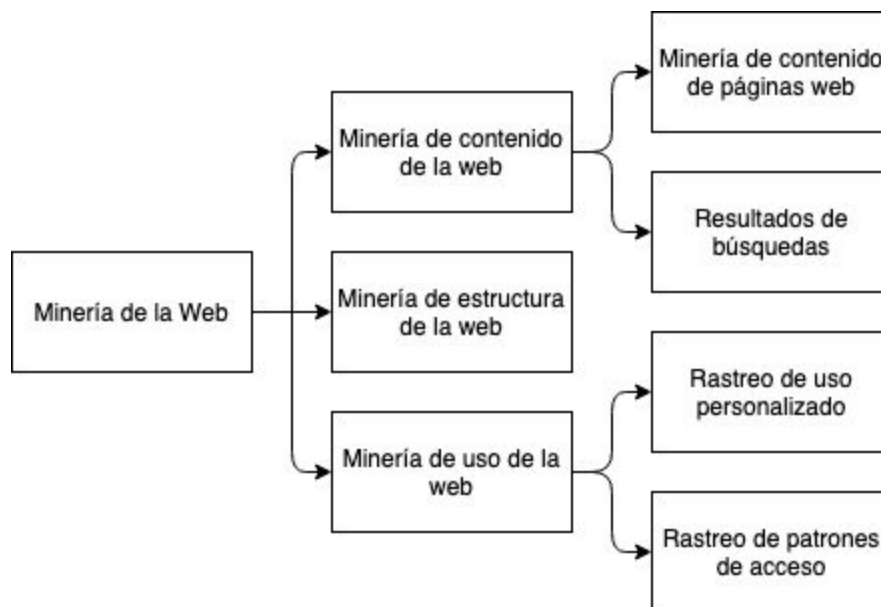 Minería de la Web
Minería de contenido
de la web
Minería de estructura
de la web
Minería de uso de la
web
Minería de contenido
de páginas web
Resultados de
búsquedas
Rastreo de uso
personalizado
Rastreo de patrones
de acceso